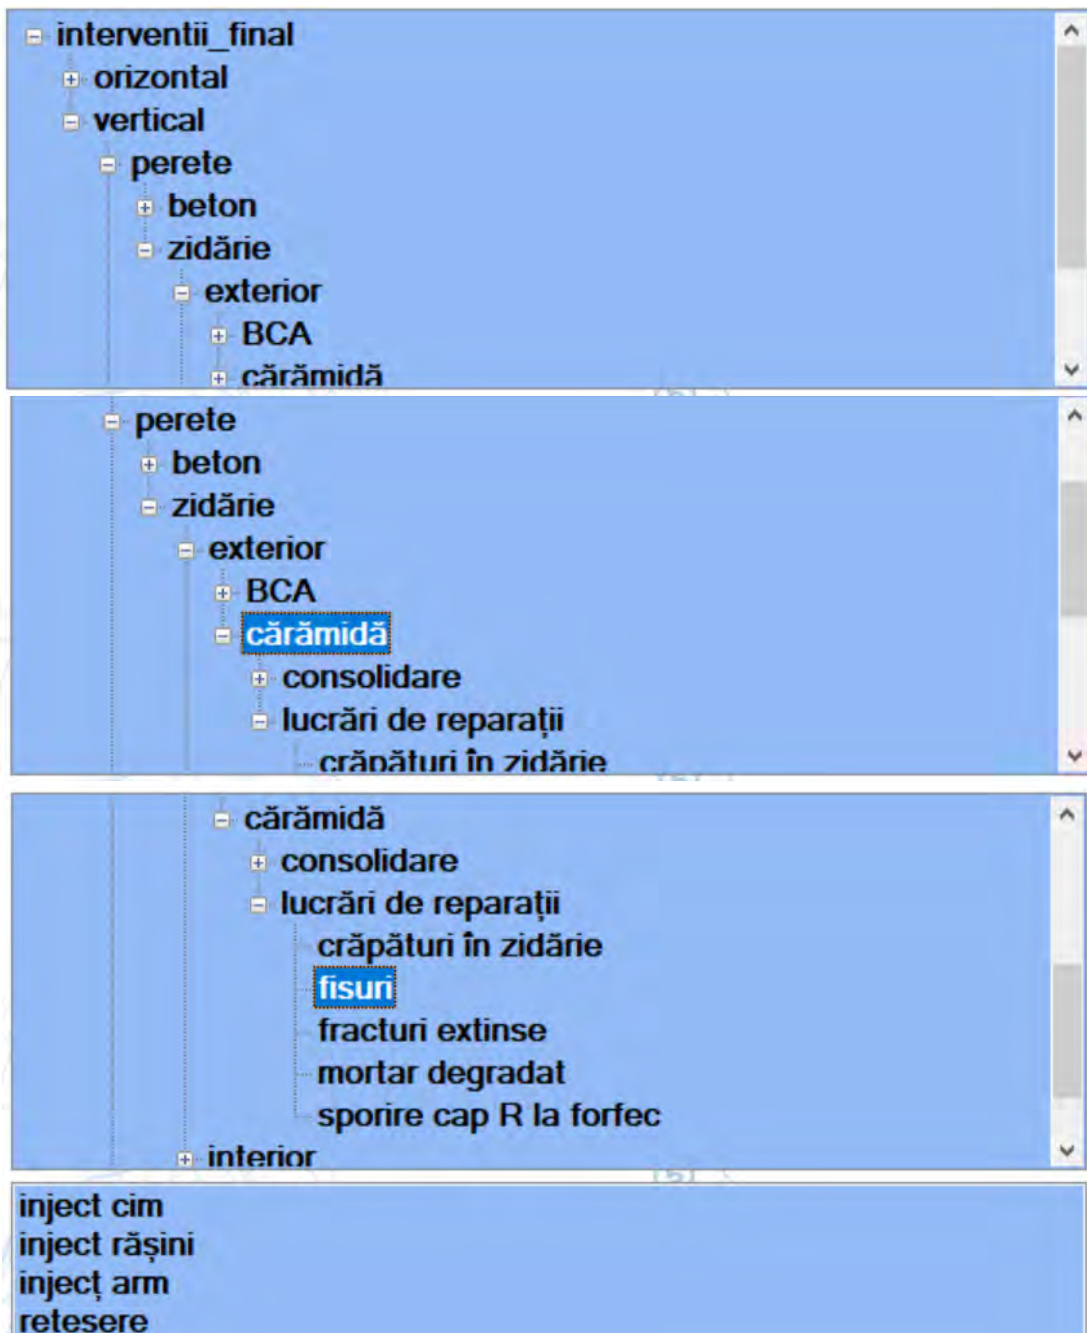 interventii_final
orizontal
vertical
perete
beton
zidărie
exterior
BCA
cărămidă
perete
beton
zidărie
exterior
BCA
cărămidă
consolidare
lucrări de reparații
crăpături în zidărie
cărămidă
consolidare
lucrări de reparații
crăpături în zidărie
fisuri
fracturi extinse
mortar degradat
sporire cap R la forfec
interior
inject cim
inject rășini
injecț arm
retesere